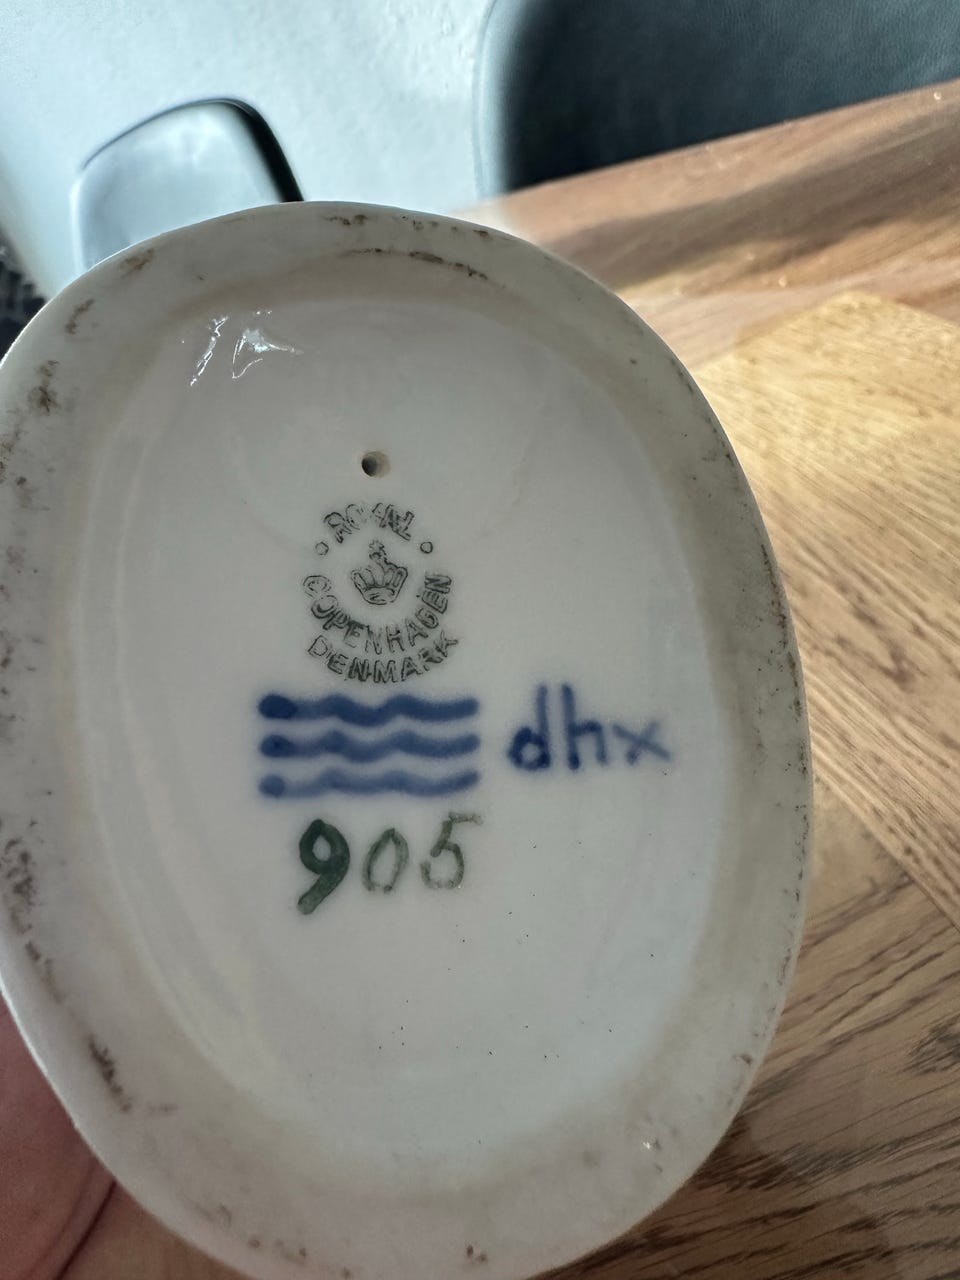 ROYAL
COPENHAGEN
DENMARK
dhx
905